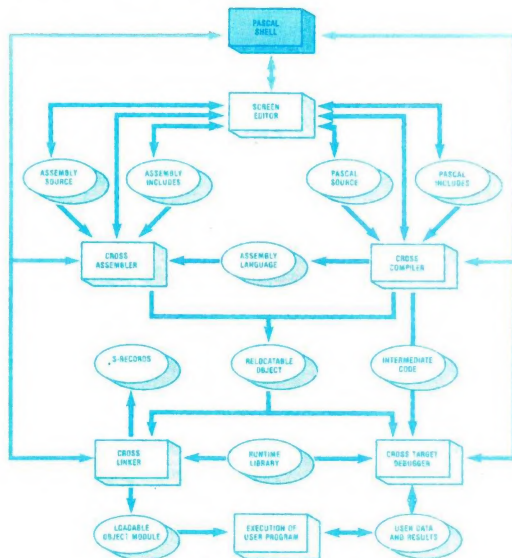 PASCAL
SHELL
SCREEN
EDITOR
ASSEMBLY
SOURCE
ASSEMBLY
INCLUDES
PASCAL
SOURCE
PASCAL
INCLUDES
CROSS
ASSEMBLER
ASSEMBLY
LANGUAGE
CROSS
COMPILER
S-RECORDS
RELOCATABLE
OBJECT
INTERMEDIATE
CODE
CROSS
LINKER
RUNTIME
LIBRARY
CROSS TARGET
DEBUGGER
LOADABLE
OBJECT MODULE
EXECUTION OF
USER PROGRAM
USER DATA
AND RESULTS